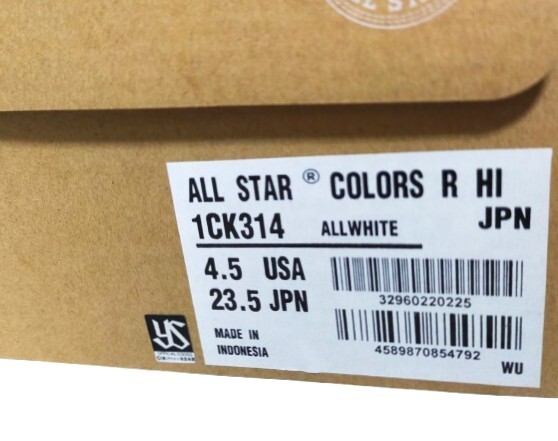 ALL STAR ® COLORS R HI
1CK314 ALLWHITE JPN
4.5 USA
23.5 JPN
32960220225
4589870854792
MADE IN
INDONESIA
WU